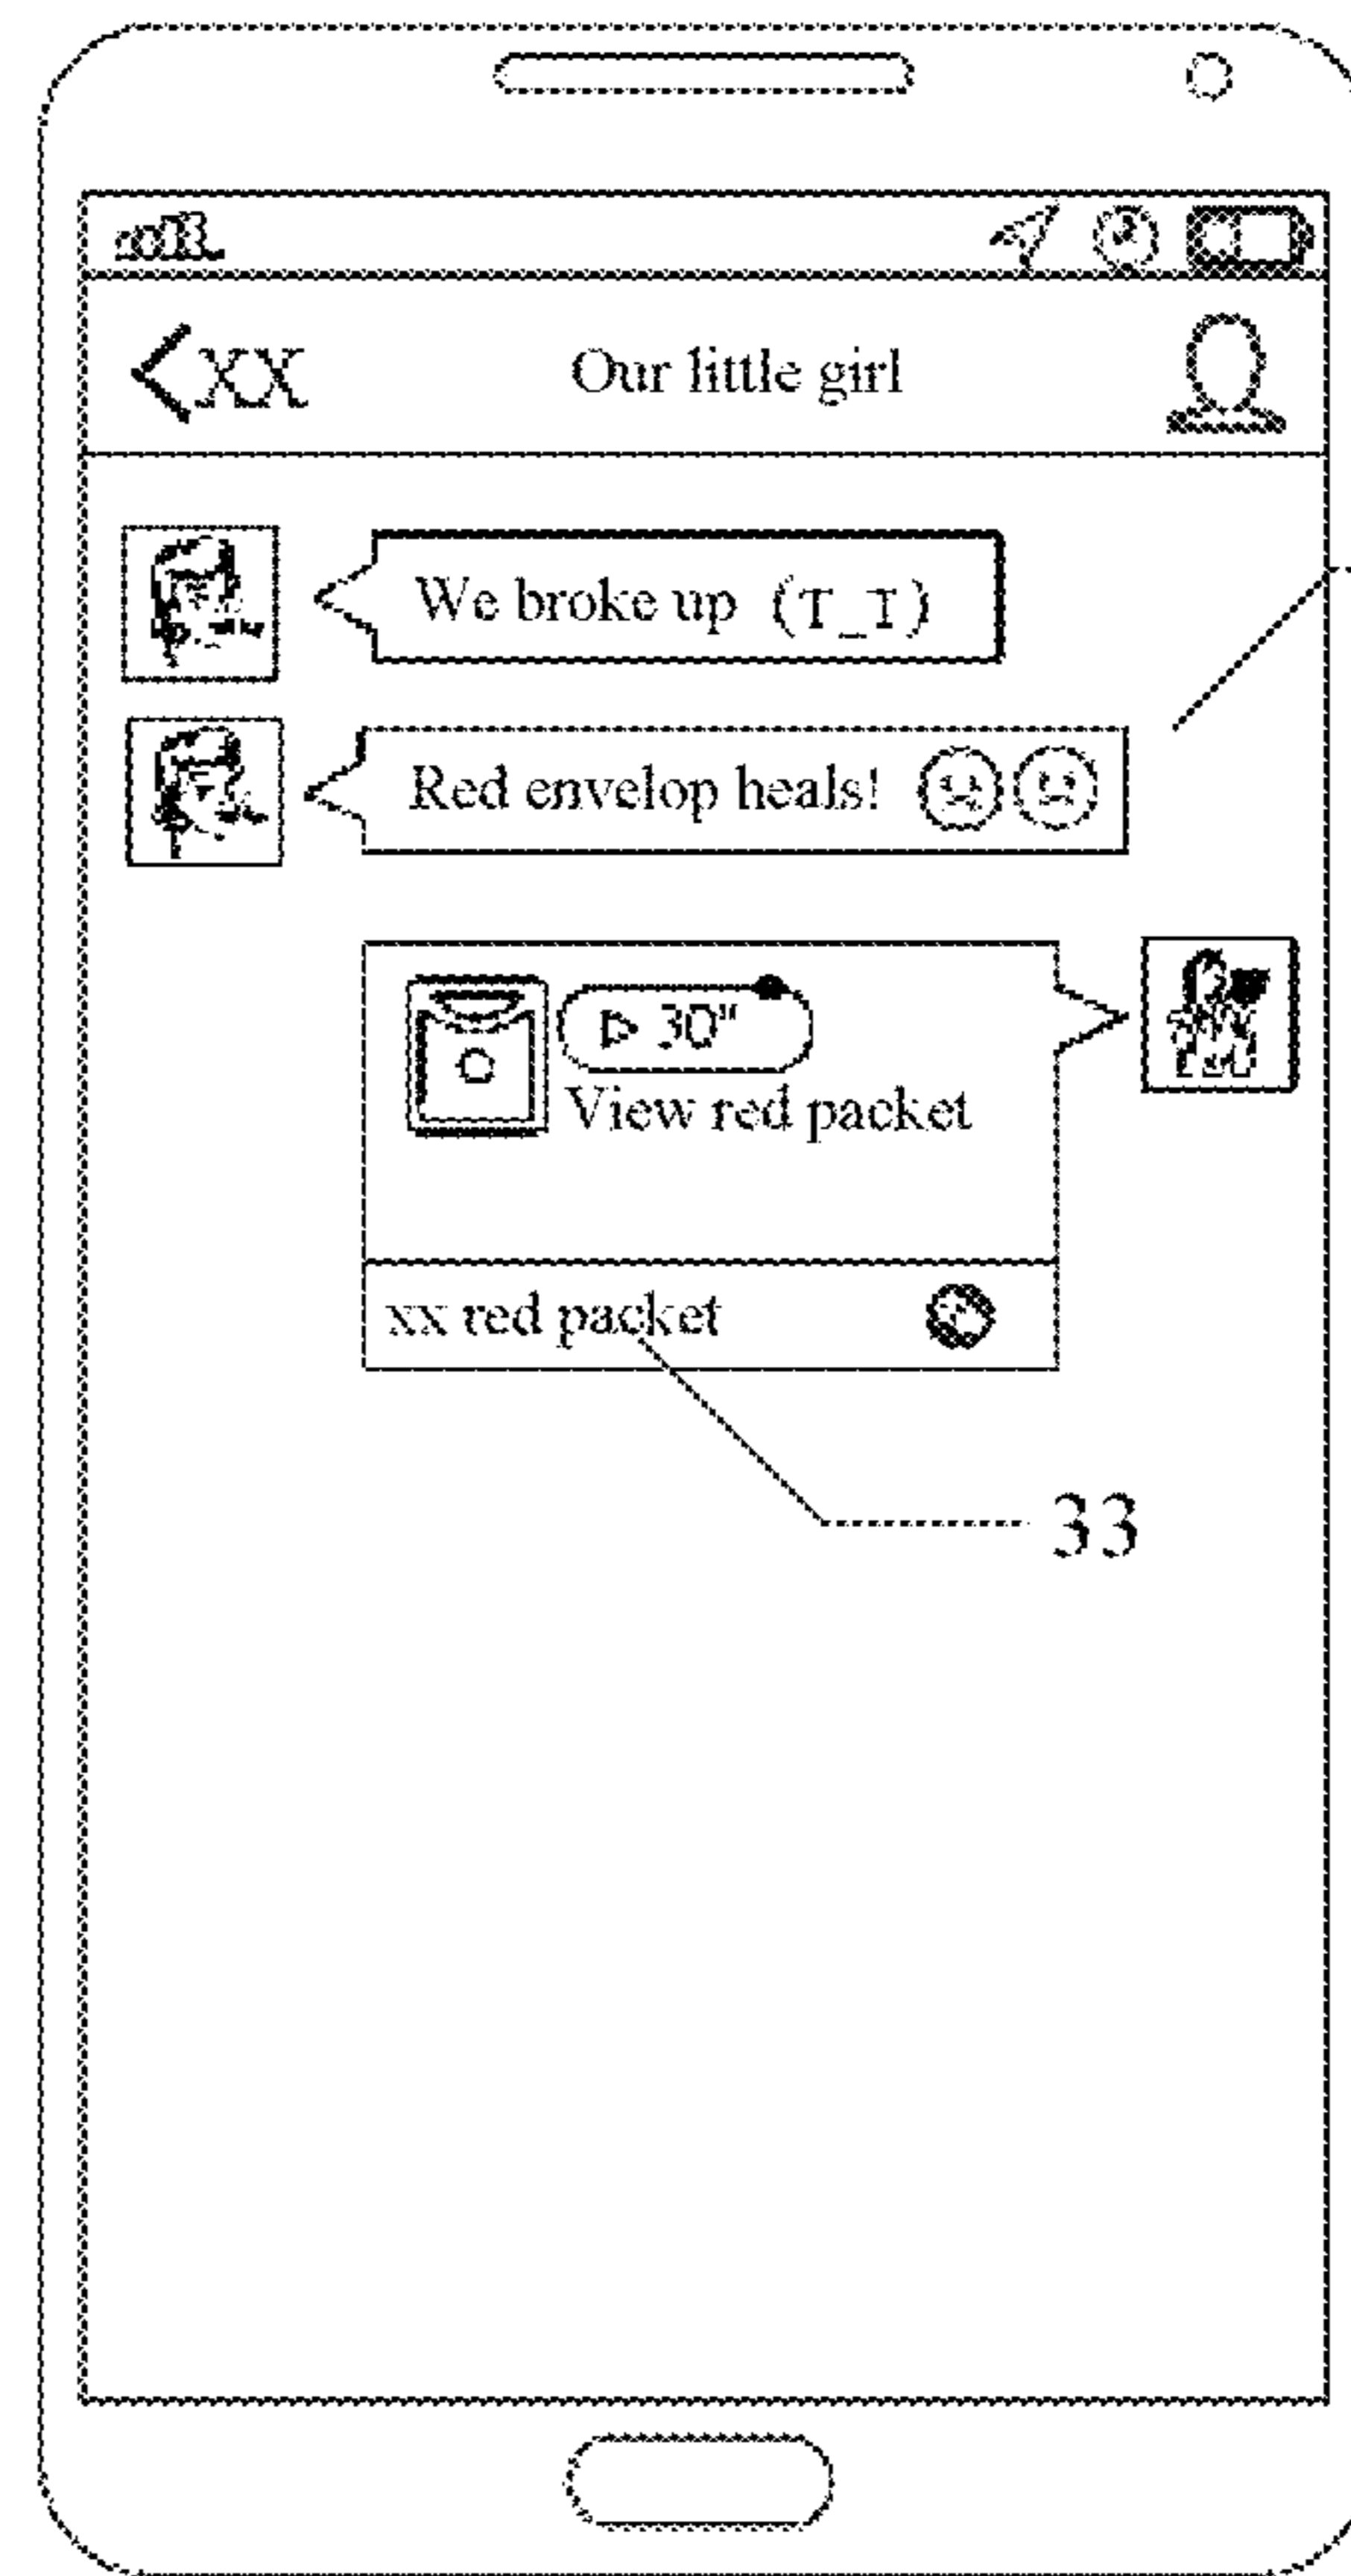 <XX
Our little girl
We broke up (T_T)
Red envelop heals!
30"
View red packet
xx red packet
33